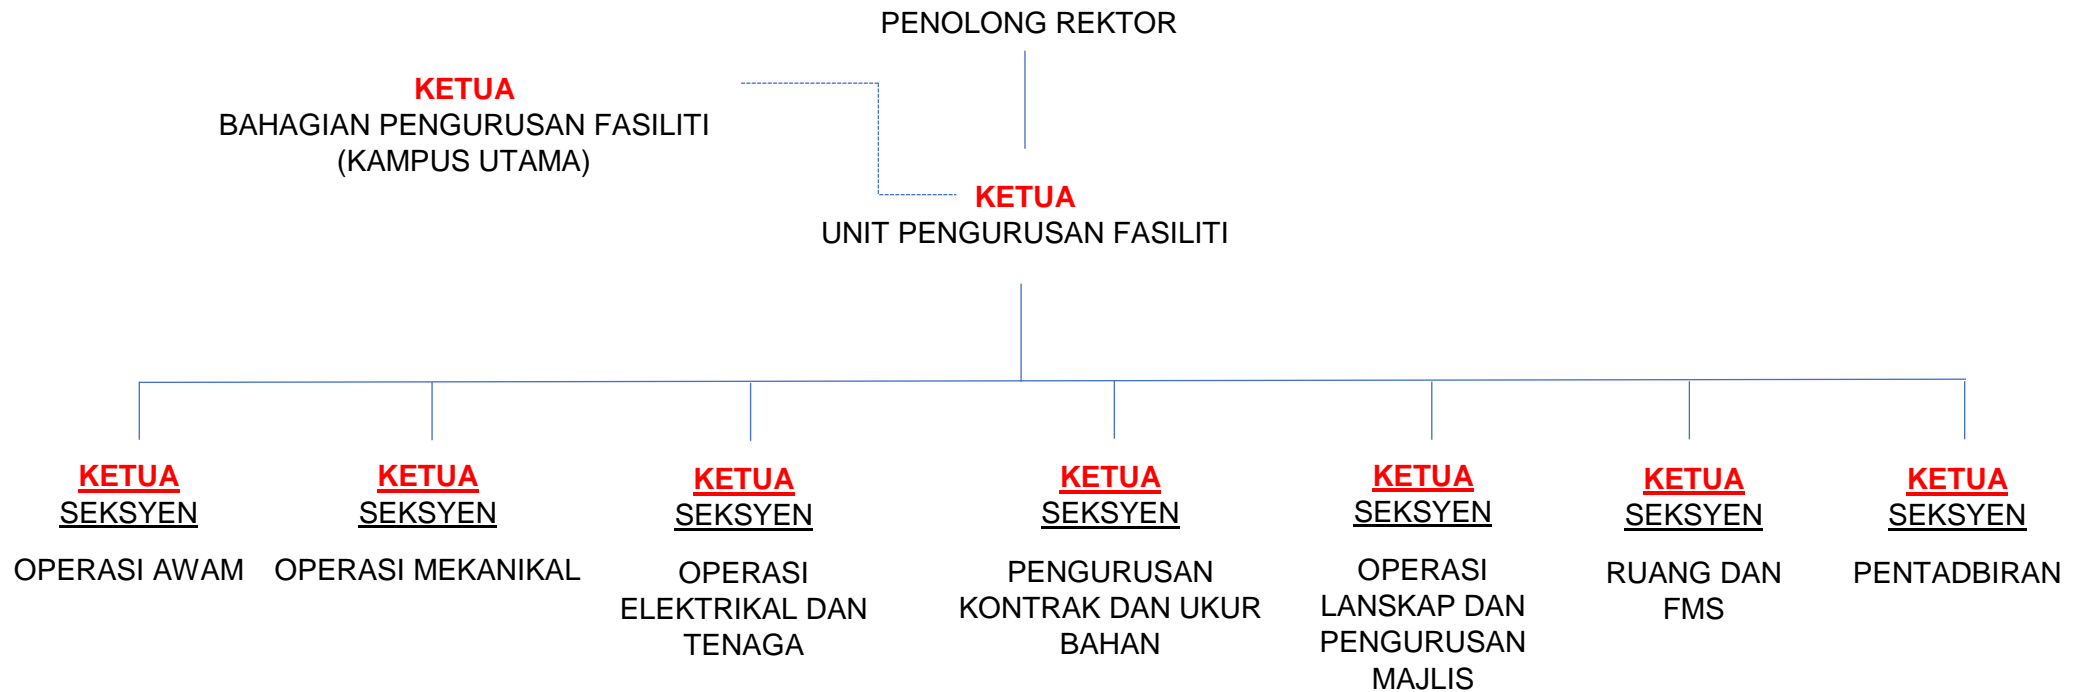 PENOLONG REKTOR
KETUA
BAHAGIAN PENGURUSAN FASILITI
(KAMPUS UTAMA)
KETUA
UNIT PENGURUSAN FASILITI
KETUA
SEKSYEN
OPERASI AWAM
KETUA
SEKSYEN
OPERASI MEKANIKAL
KETUA
SEKSYEN
OPERASI
ELEKTRIKAL DAN
TENAGA
KETUA
SEKSYEN
PENGURUSAN
KONTRAK DAN UKUR
BAHAN
KETUA
SEKSYEN
OPERASI
LANSKAP DAN
PENGURUSAN
MAJLIS
KETUA
SEKSYEN
RUANG DAN
FMS
KETUA
SEKSYEN
PENTADBIRAN